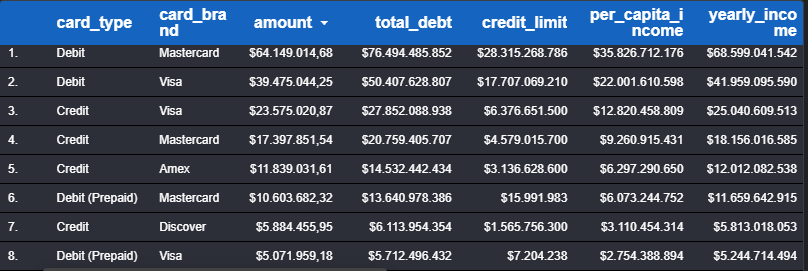 card_type card_bra nd amount total_debt credit_limit per_capita_i ncome yearly_inco me
1. Debit Mastercard $64.149.014,68 $76.494.485.852 $28.315.268.786 $35.826.712.176 $68.599.041.542
2. Debit Visa $39.475.044,25 $50.407.628.807 $17.707.069.210 $22.001.610.598 $41.959.095.590
3. Credit Visa $23.575.020,87 $27.852.088.938 $6.376.651.500 $12.820.458.809 $25.040.609.513
4. Credit Mastercard $17.397.851,54 $20.759.405.707 $4.579.015.700 $9.260.915.431 $18.156.016.585
5. Credit Amex $11.839.031,61 $14.532.442.434 $3.136.628.600 $6.297.290.650 $12.012.082.538
6. Debit (Prepaid) Mastercard $10.603.682,32 $13.640.978.386 $15.991.983 $6.073.244.752 $11.659.642.915
7. Credit Discover $5.884.455,95 $6.113.954.354 $1.565.756.300 $3.110.454.314 $5.813.018.053
8. Debit (Prepaid) Visa $5.071.959,18 $5.712.496.432 $7.204.238 $2.754.388.894 $5.244.714.494